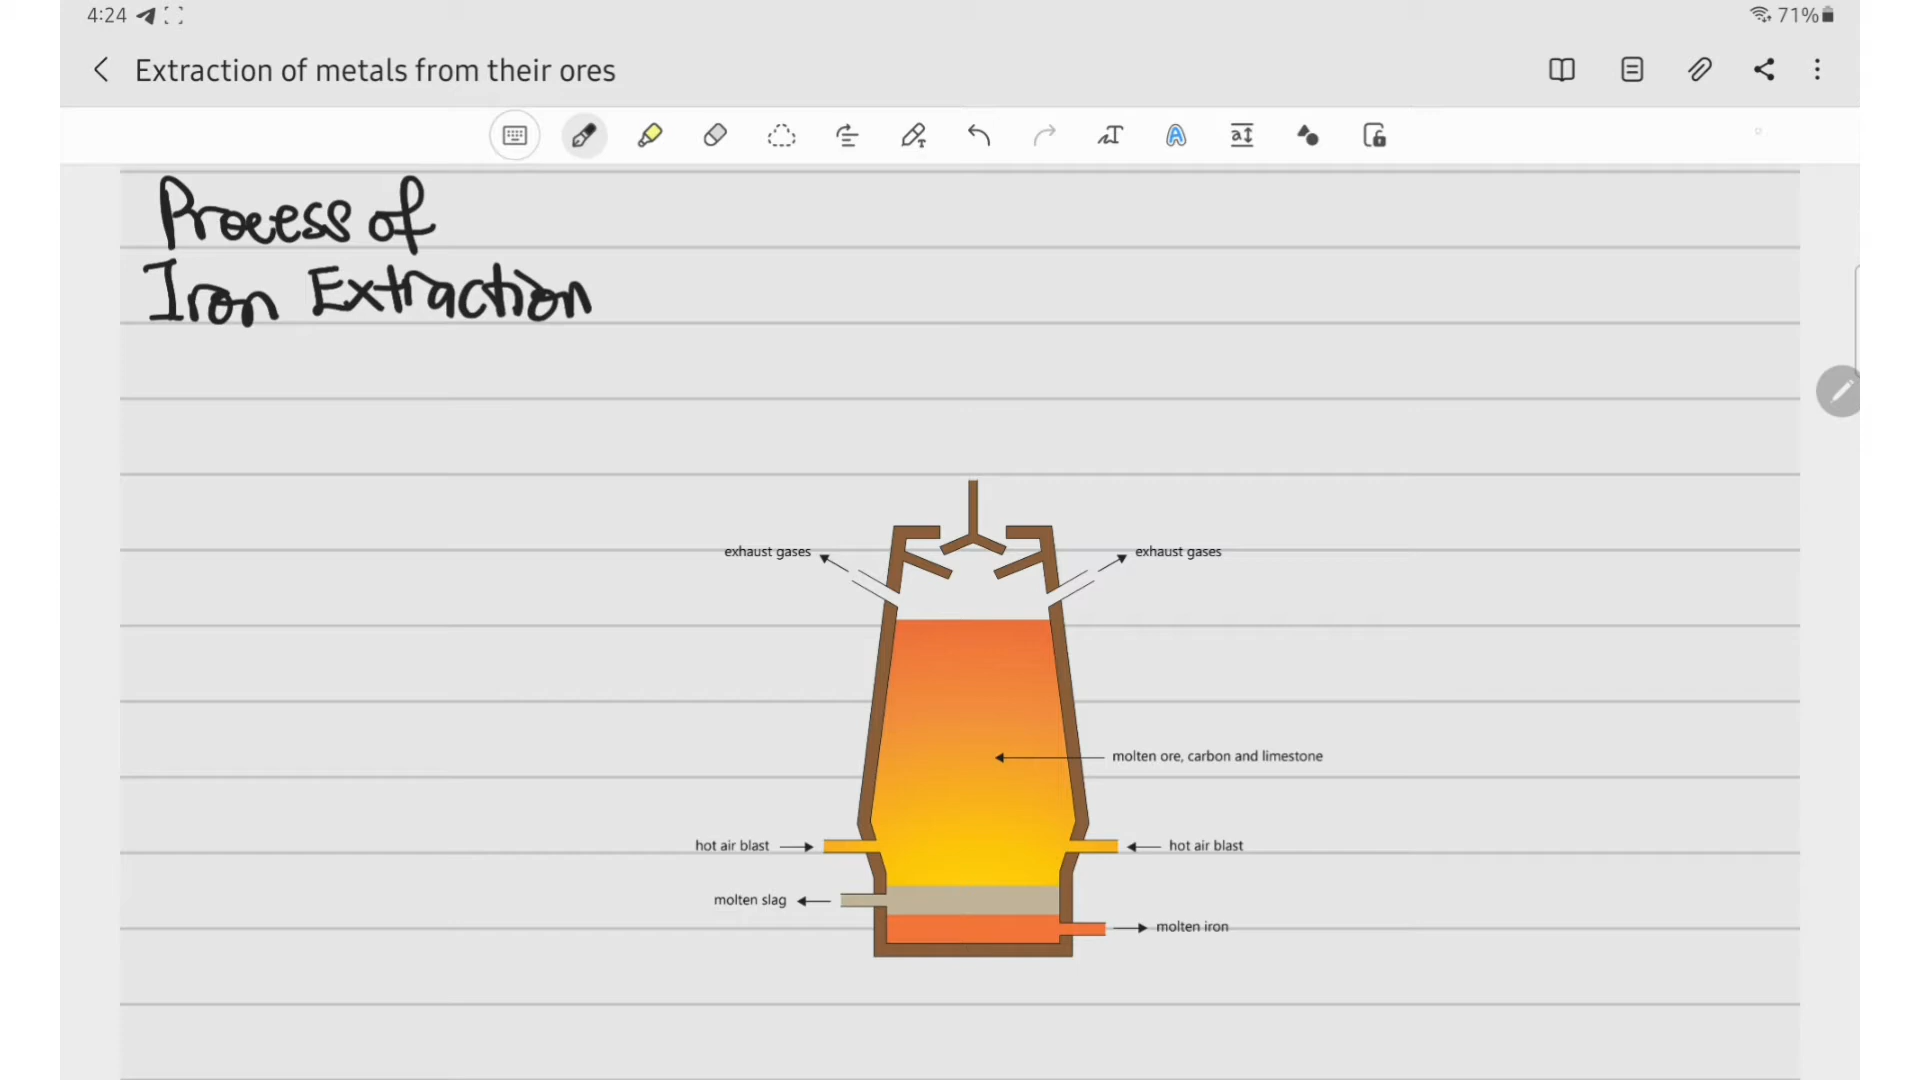 4:24
71%
Extraction of metals from their ores
Process of
Iron Extraction
exhaust gases
exhaust gases
molten ore, carbon and limestone
hot air blast
hot air blast
molten slag
molten iron